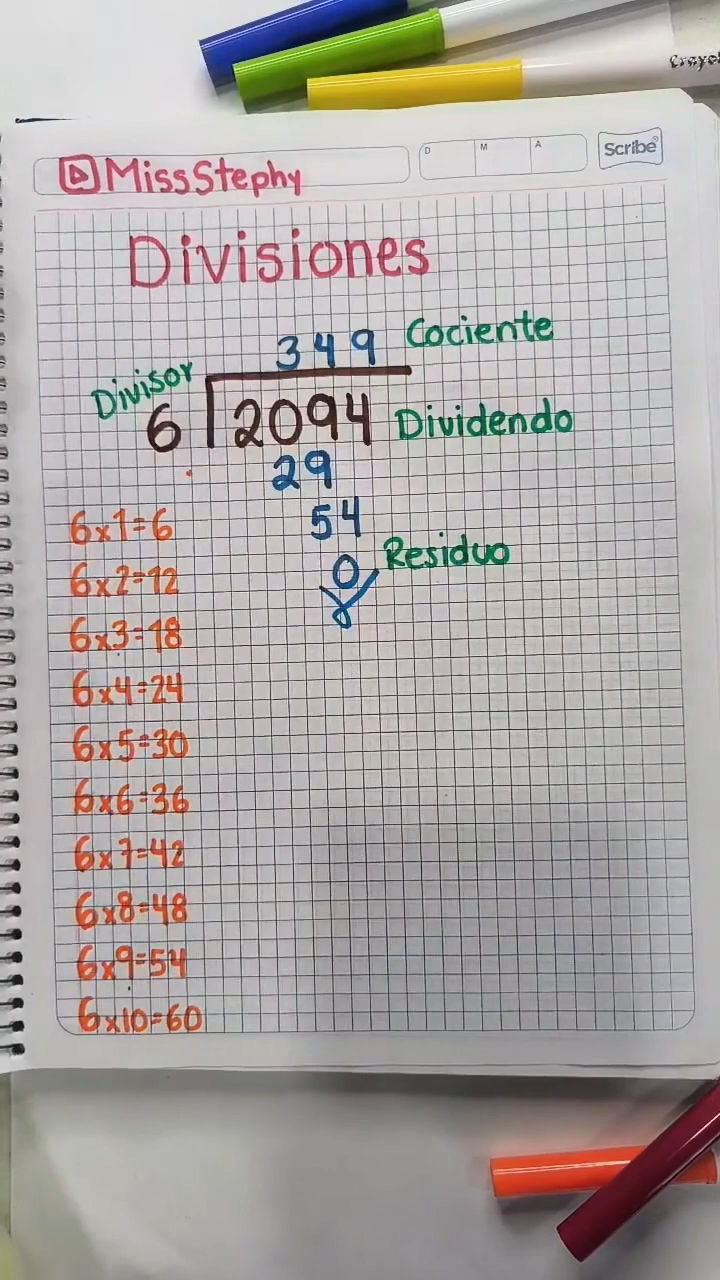 Crayol
D M A
Scribe®
MissStephy
Divisiones
349 Cociente
Divisor
6 2094 Dividendo
29
54
0 Residuo
6x1=6
6x2=12
6x3=18
6x4=24
6x5=30
6x6=36
6x7=42
6x8=48
6x9=54
6x10=60